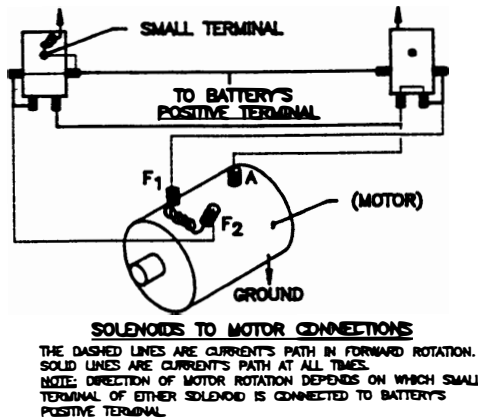 SMALL TERMINAL
TO BATTERY'S
POSITIVE TERMINAL
F1
A
F2
(MOTOR)
GROUND
SOLENOIDS TO MOTOR CONNECTIONS
THE DASHED LINES ARE CURRENT'S PATH IN FORWARD ROTATION.
SOLID LINES ARE CURRENT'S PATH AT ALL TIMES.
NOTE: DIRECTION OF MOTOR ROTATION DEPENDS ON WHICH SMALL
TERMINAL OF EITHER SOLENOID IS CONNECTED TO BATTERY'S
POSITIVE TERMINAL